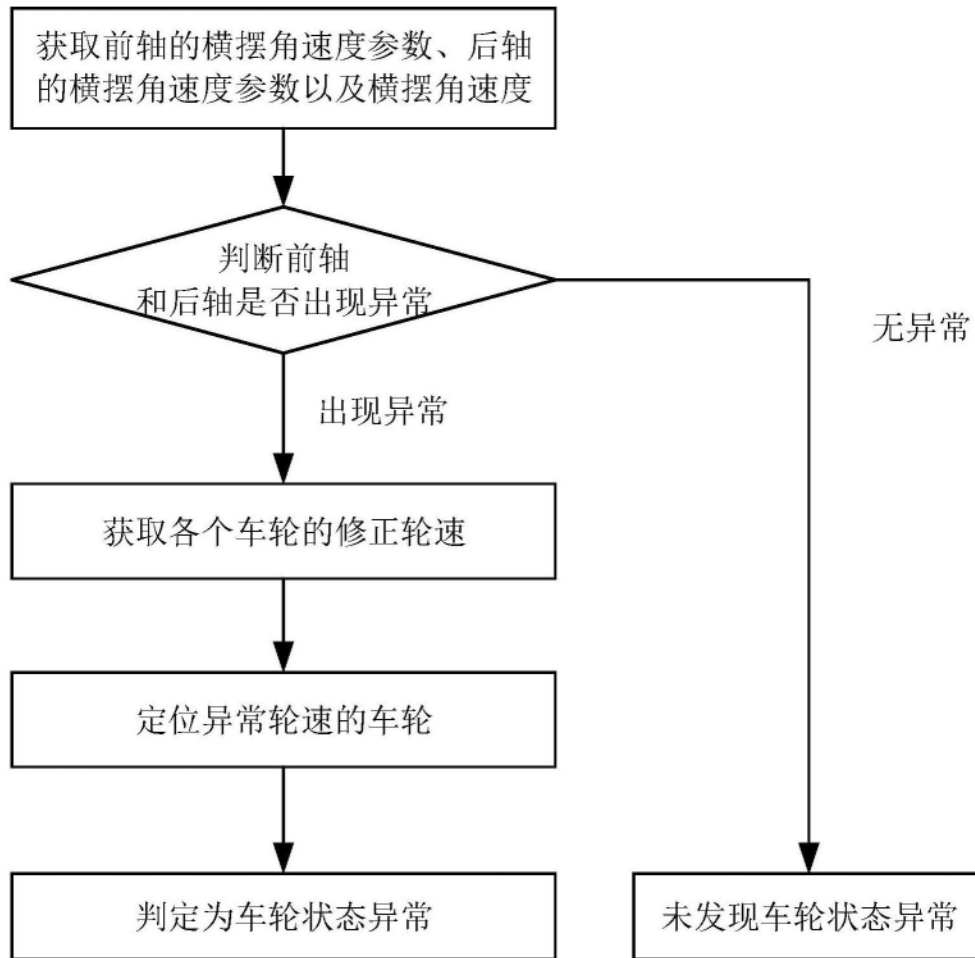 获取前轴的横摆角速度参数、后轴
的横摆角速度参数以及横摆角速度
判断前轴
和后轴是否出现异常
无异常
出现异常
获取各个车轮的修正轮速
定位异常轮速的车轮
判定为车轮状态异常
未发现车轮状态异常